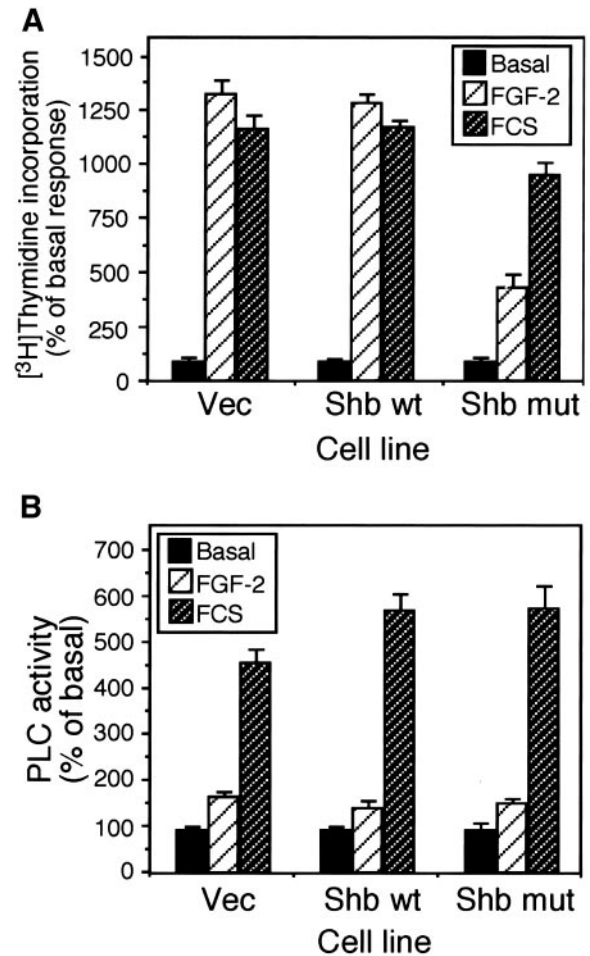 A
[³H]Thymidine incorporation
(% of basal response)
1500
1250
1000
750
500
250
0
Basal
FGF-2
FCS
Vec
Shb wt
Shb mut
Cell line
B
PLC activity
(% of basal)
700
600
500
400
300
200
100
0
Basal
FGF-2
FCS
Vec
Shb wt
Shb mut
Cell line